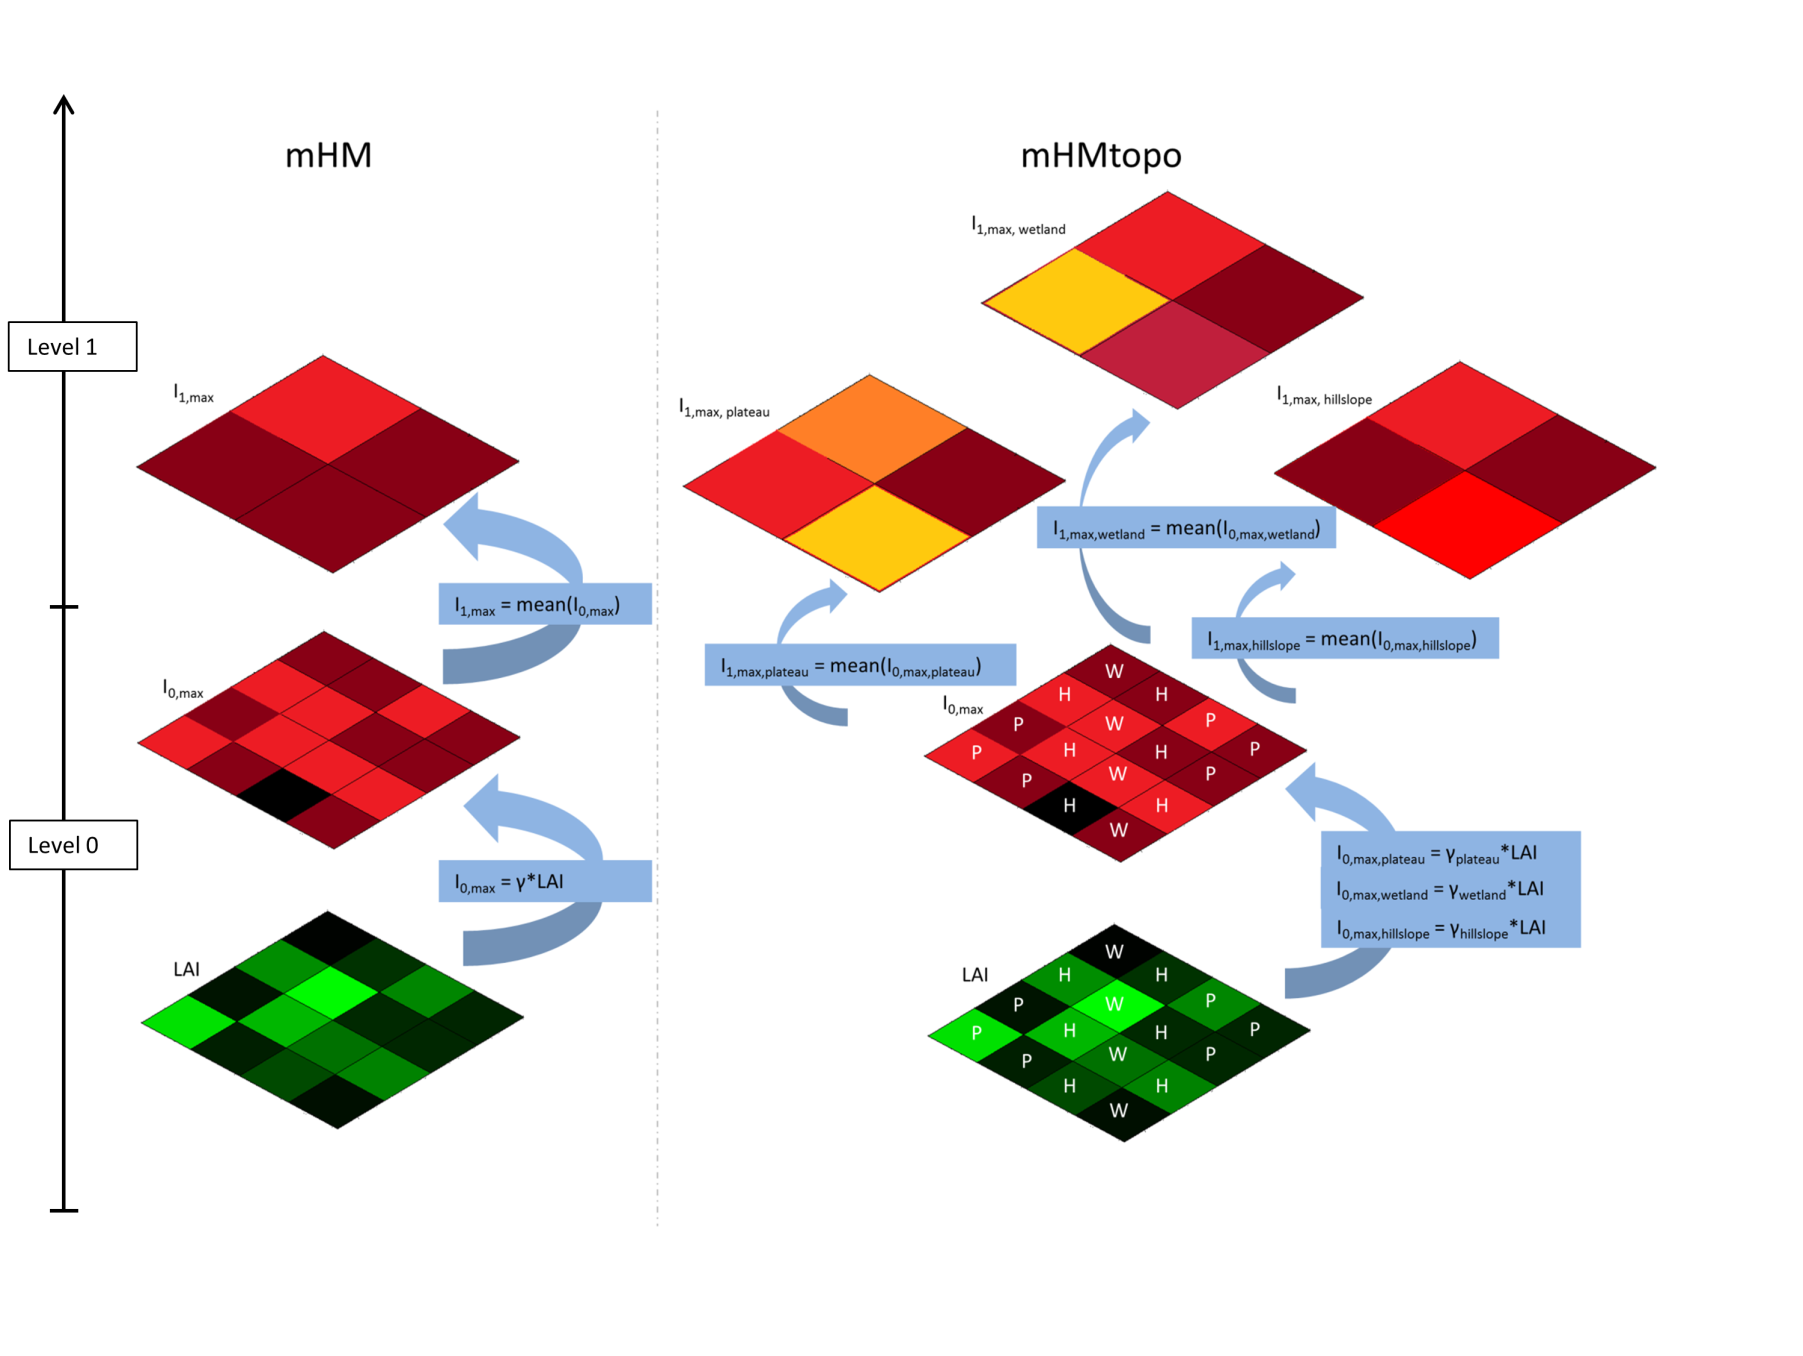 mHM
mHMtopo
Level 1
Level 0
I1,max
I1,max = mean(I0,max)
I0,max
I0,max = γ*LAI
LAI
I1,max, wetland
I1,max, plateau
I1,max, hillslope
I1,max,wetland = mean(I0,max,wetland)
I1,max,hillslope = mean(I0,max,hillslope)
I1,max,plateau = mean(I0,max,plateau)
I0,max
W
H H
P W P
P H H P
P W P
H H
W
I0,max,plateau = γplateau*LAI
I0,max,wetland = γwetland*LAI
I0,max,hillslope = γhillslope*LAI
LAI
W
H H
P W P
P H H P
P W P
H H
W